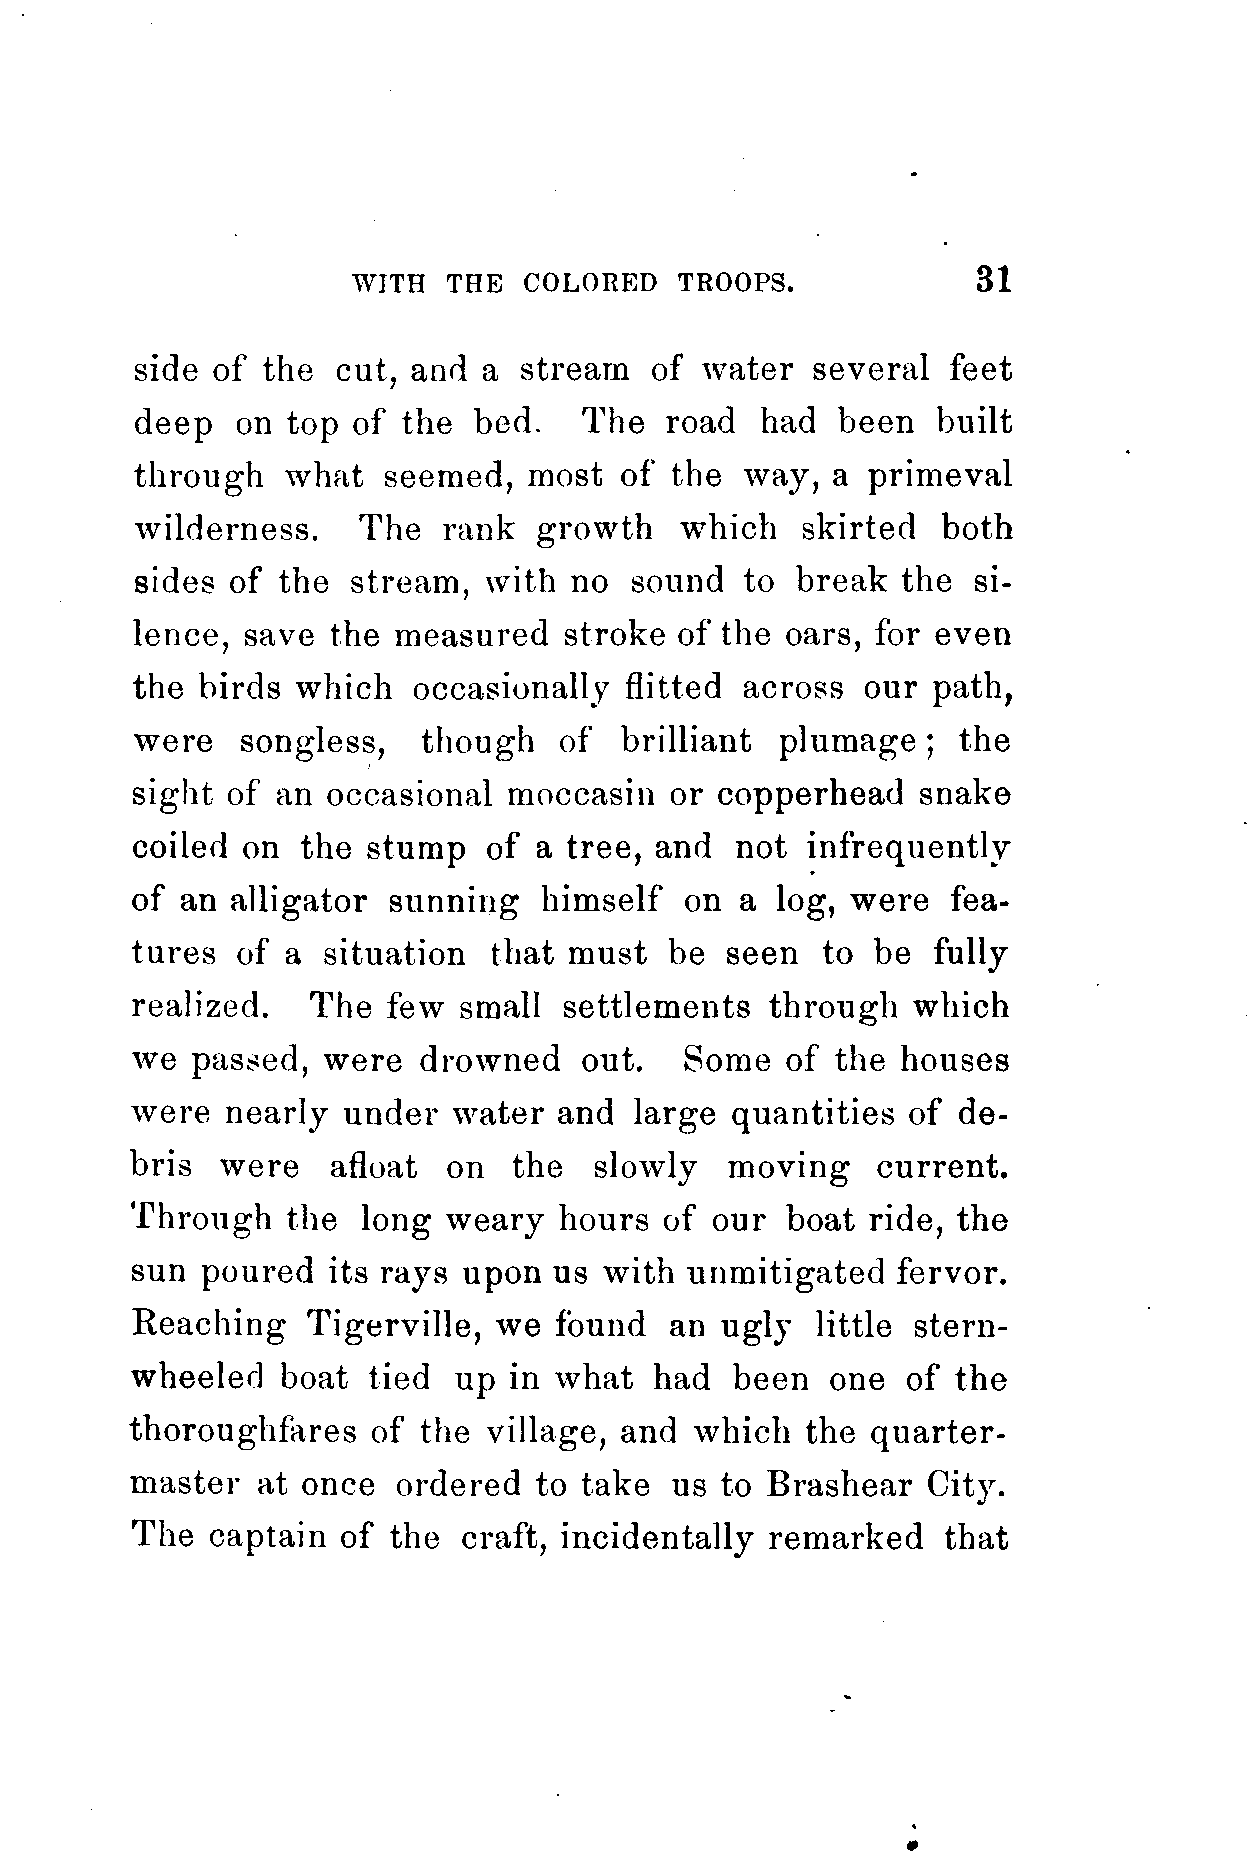 WITH THE COLORED TROOPS. 31
side of the cut, and a stream of water several feet
deep on top of the bed. The road had been built
through what seemed, most of the way, a primeval
wilderness. The rank growth which skirted both
sides of the stream, with no sound to break the si-
lence, save the measured stroke of the oars, for even
the birds which occasionally flitted across our path,
were songless, though of brilliant plumage; the
sight of an occasional moccasin or copperhead snake
coiled on the stump of a tree, and not infrequently
of an alligator sunning himself on a log, were fea-
tures of a situation that must be seen to be fully
realized. The few small settlements through which
we passed, were drowned out. Some of the houses
were nearly under water and large quantities of de-
bris were afloat on the slowly moving current.
Through the long weary hours of our boat ride, the
sun poured its rays upon us with unmitigated fervor.
Reaching Tigerville, we found an ugly little stern-
wheeled boat tied up in what had been one of the
thoroughfares of the village, and which the quarter-
master at once ordered to take us to Brashear City.
The captain of the craft, incidentally remarked that